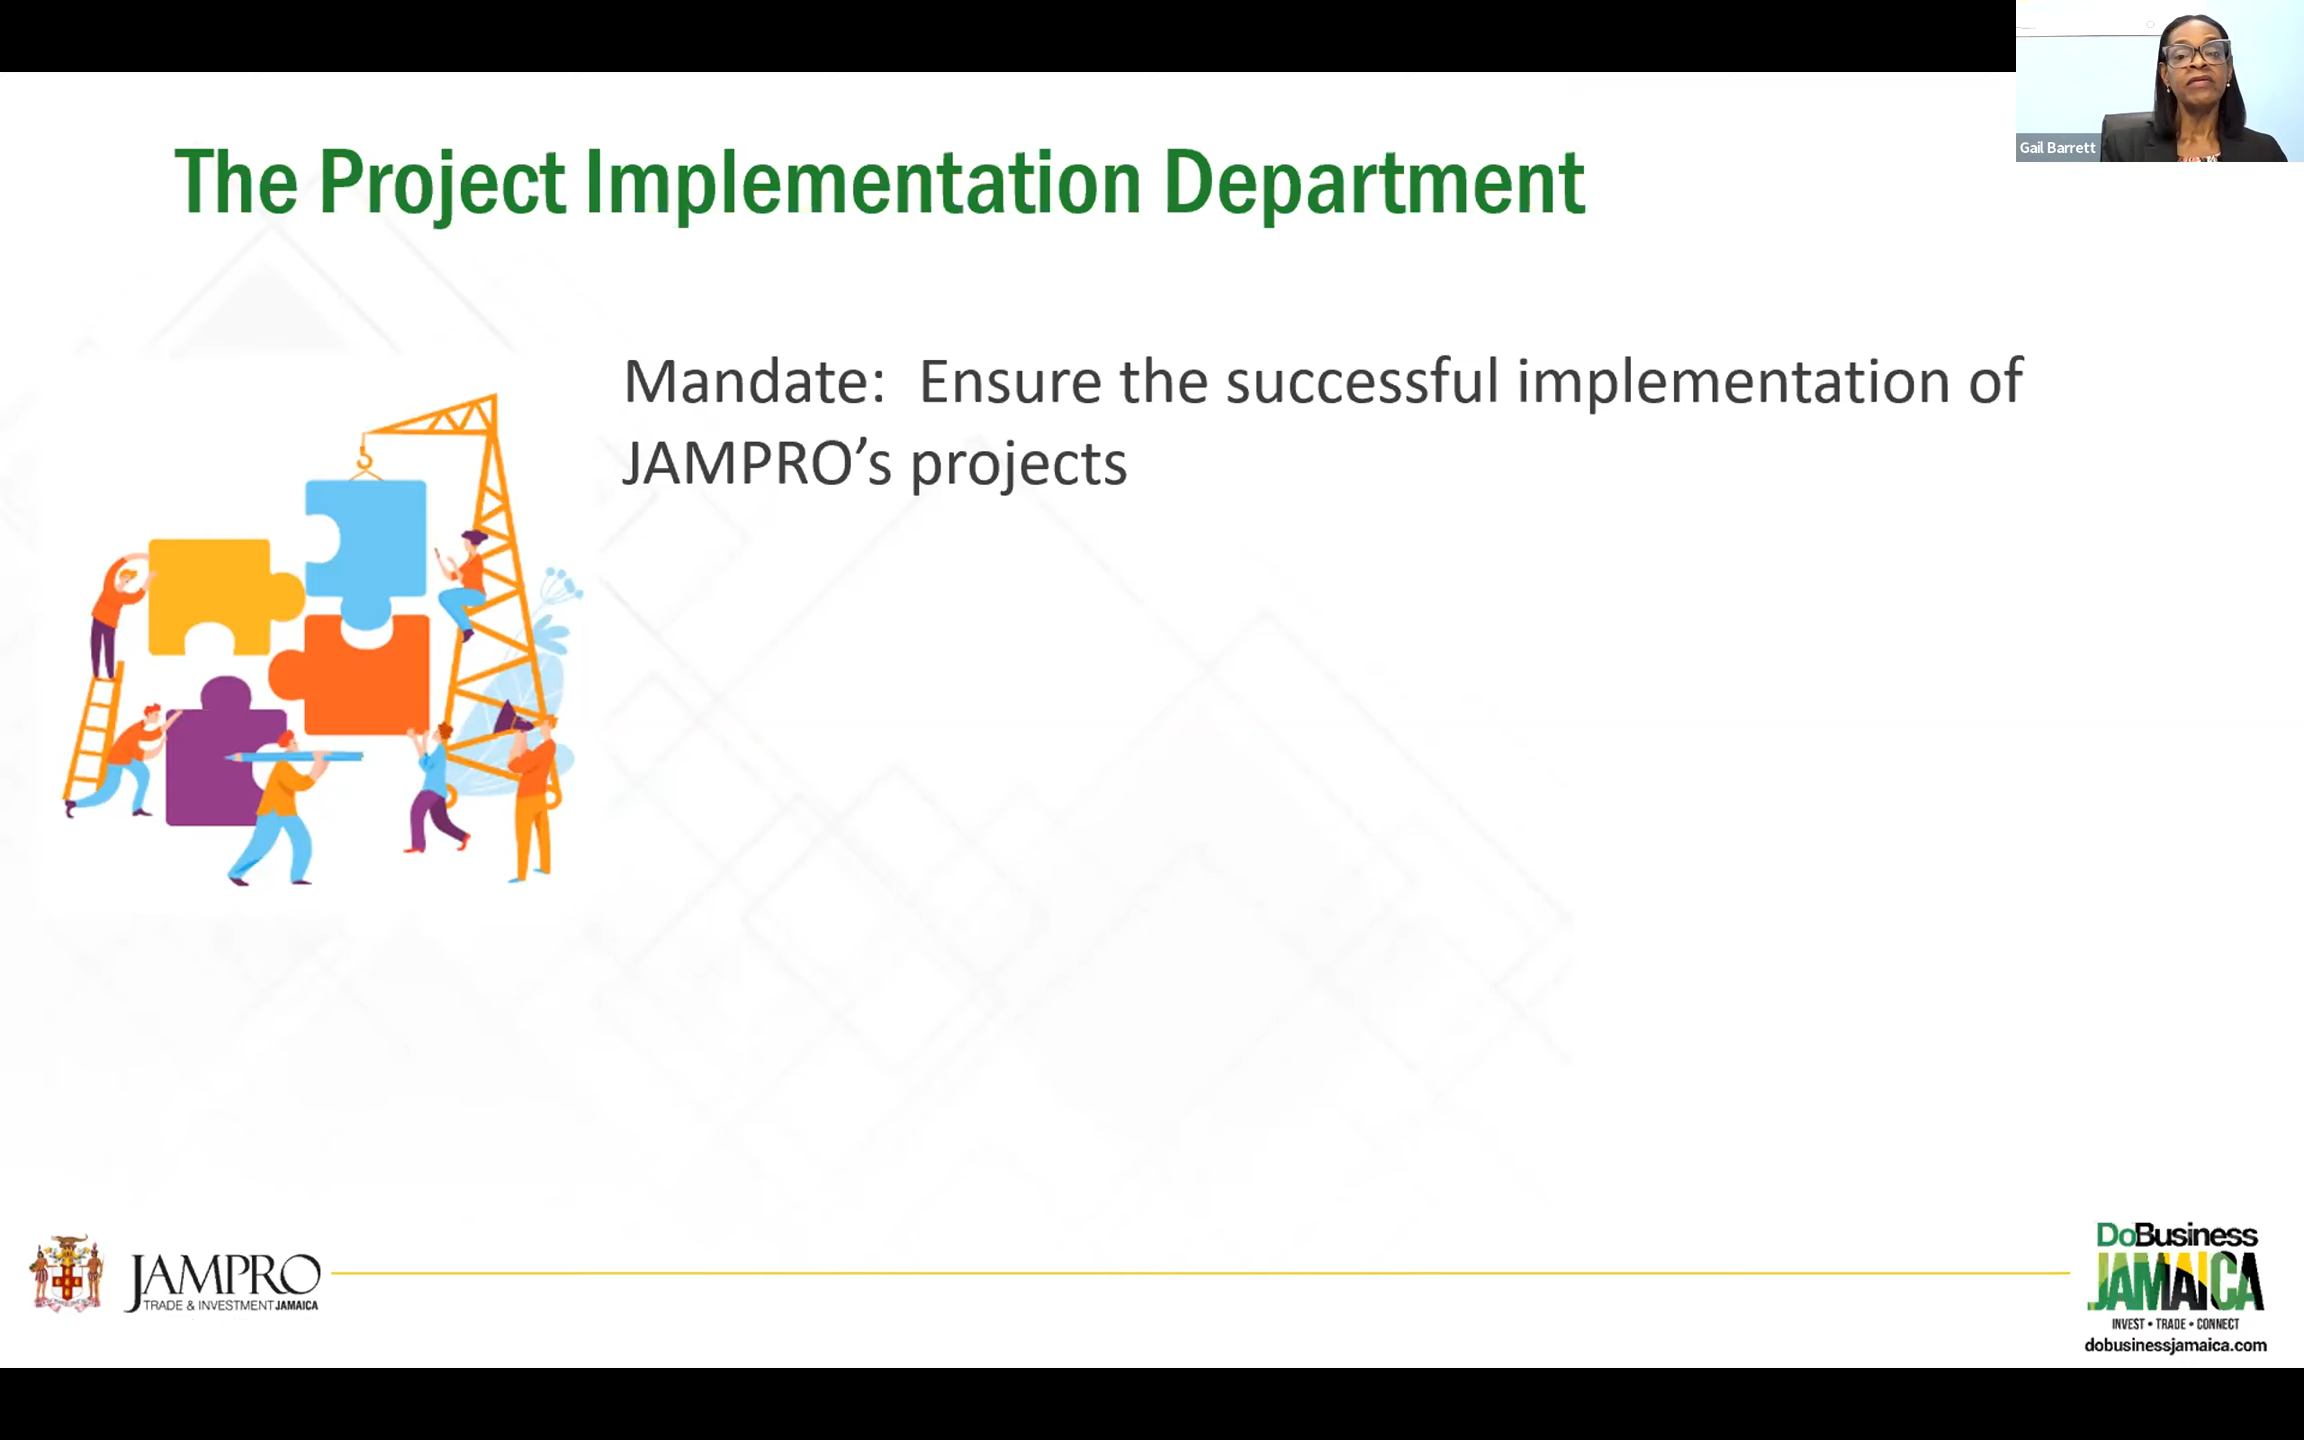 The Project Implementation Department
Gail Barrett
Mandate:  Ensure the successful implementation of
JAMPRO’s projects
JAMPRO
TRADE & INVESTMENT JAMAICA
DoBusiness
JAMAICA
INVEST • TRADE • CONNECT
dobusinessjamaica.com